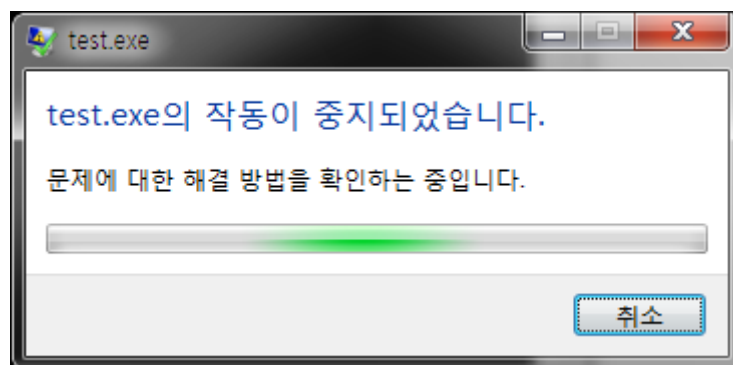 test.exe
test.exe의 작동이 중지되었습니다.
문제에 대한 해결 방법을 확인하는 중입니다.
취소